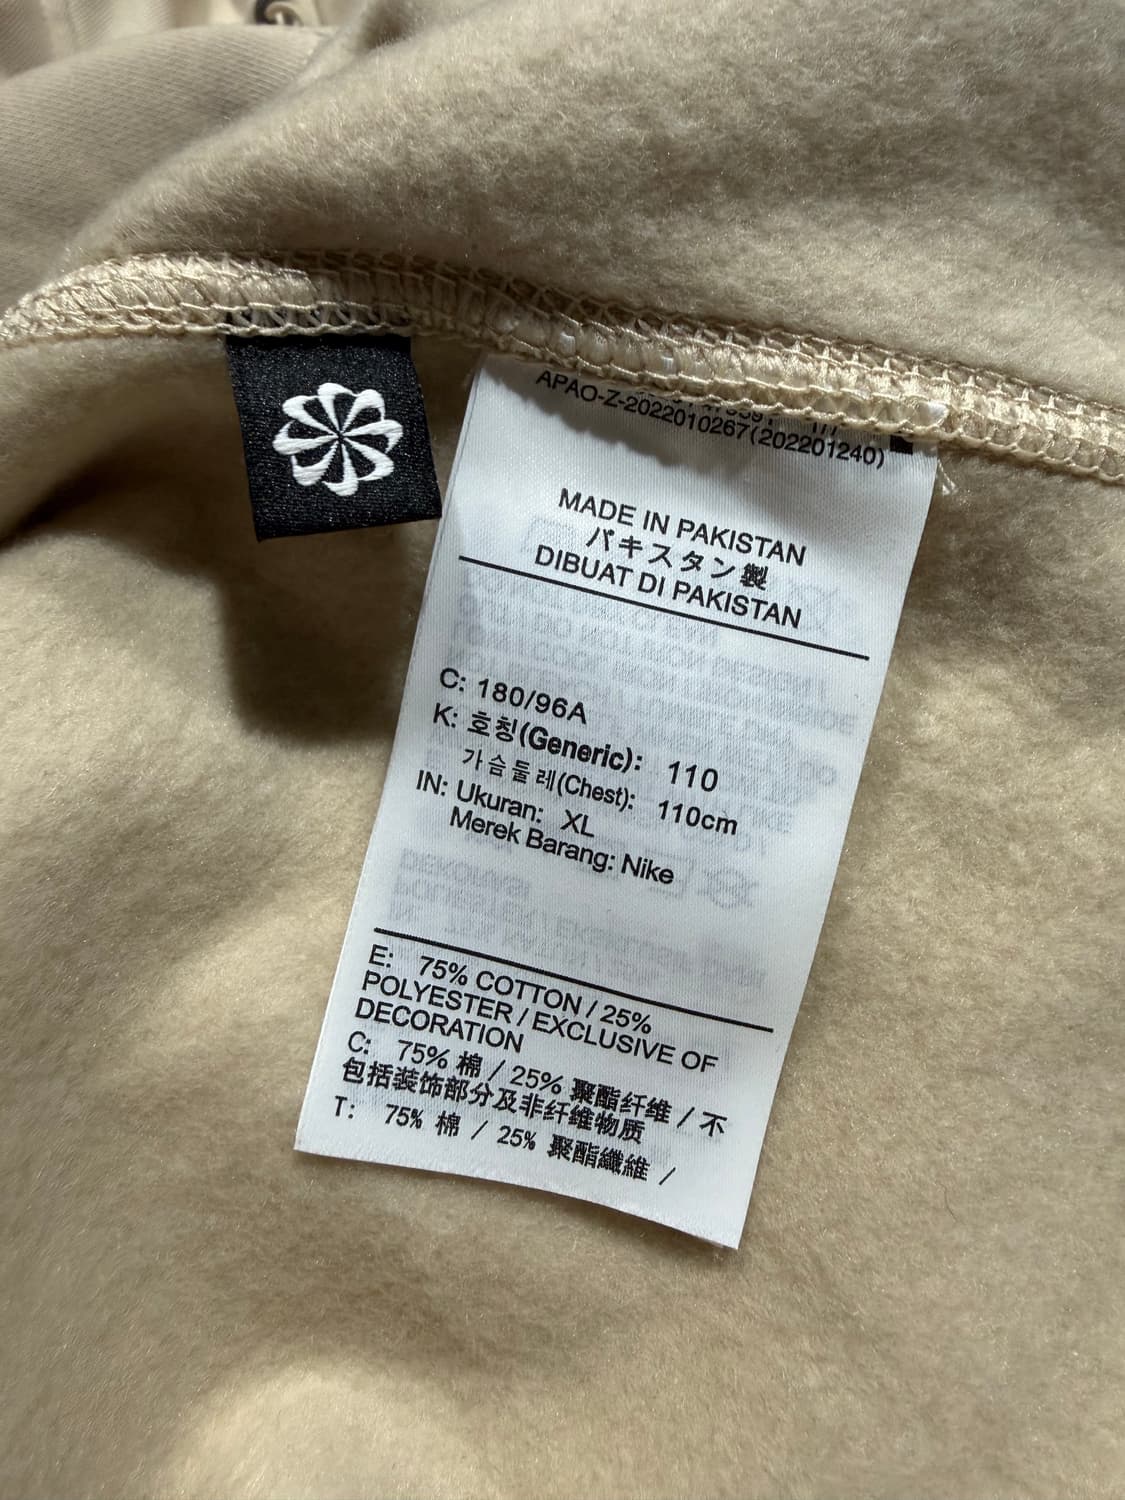 APAO-Z-2022010267(202201240)
MADE IN PAKISTAN
パキスタン製
DIBUAT DI PAKISTAN
C: 180/96A
K: 호칭(Generic): 110
가슴둘레(Chest): 110cm
IN: Ukuran: XL
Merek Barang: Nike
E: 75% COTTON / 25%
POLYESTER / EXCLUSIVE OF
DECORATION
C: 75% 棉 / 25% 聚酯纤维 / 不
包括装饰部分及非纤维物质
T: 75% 棉 / 25% 聚酯纖維 /